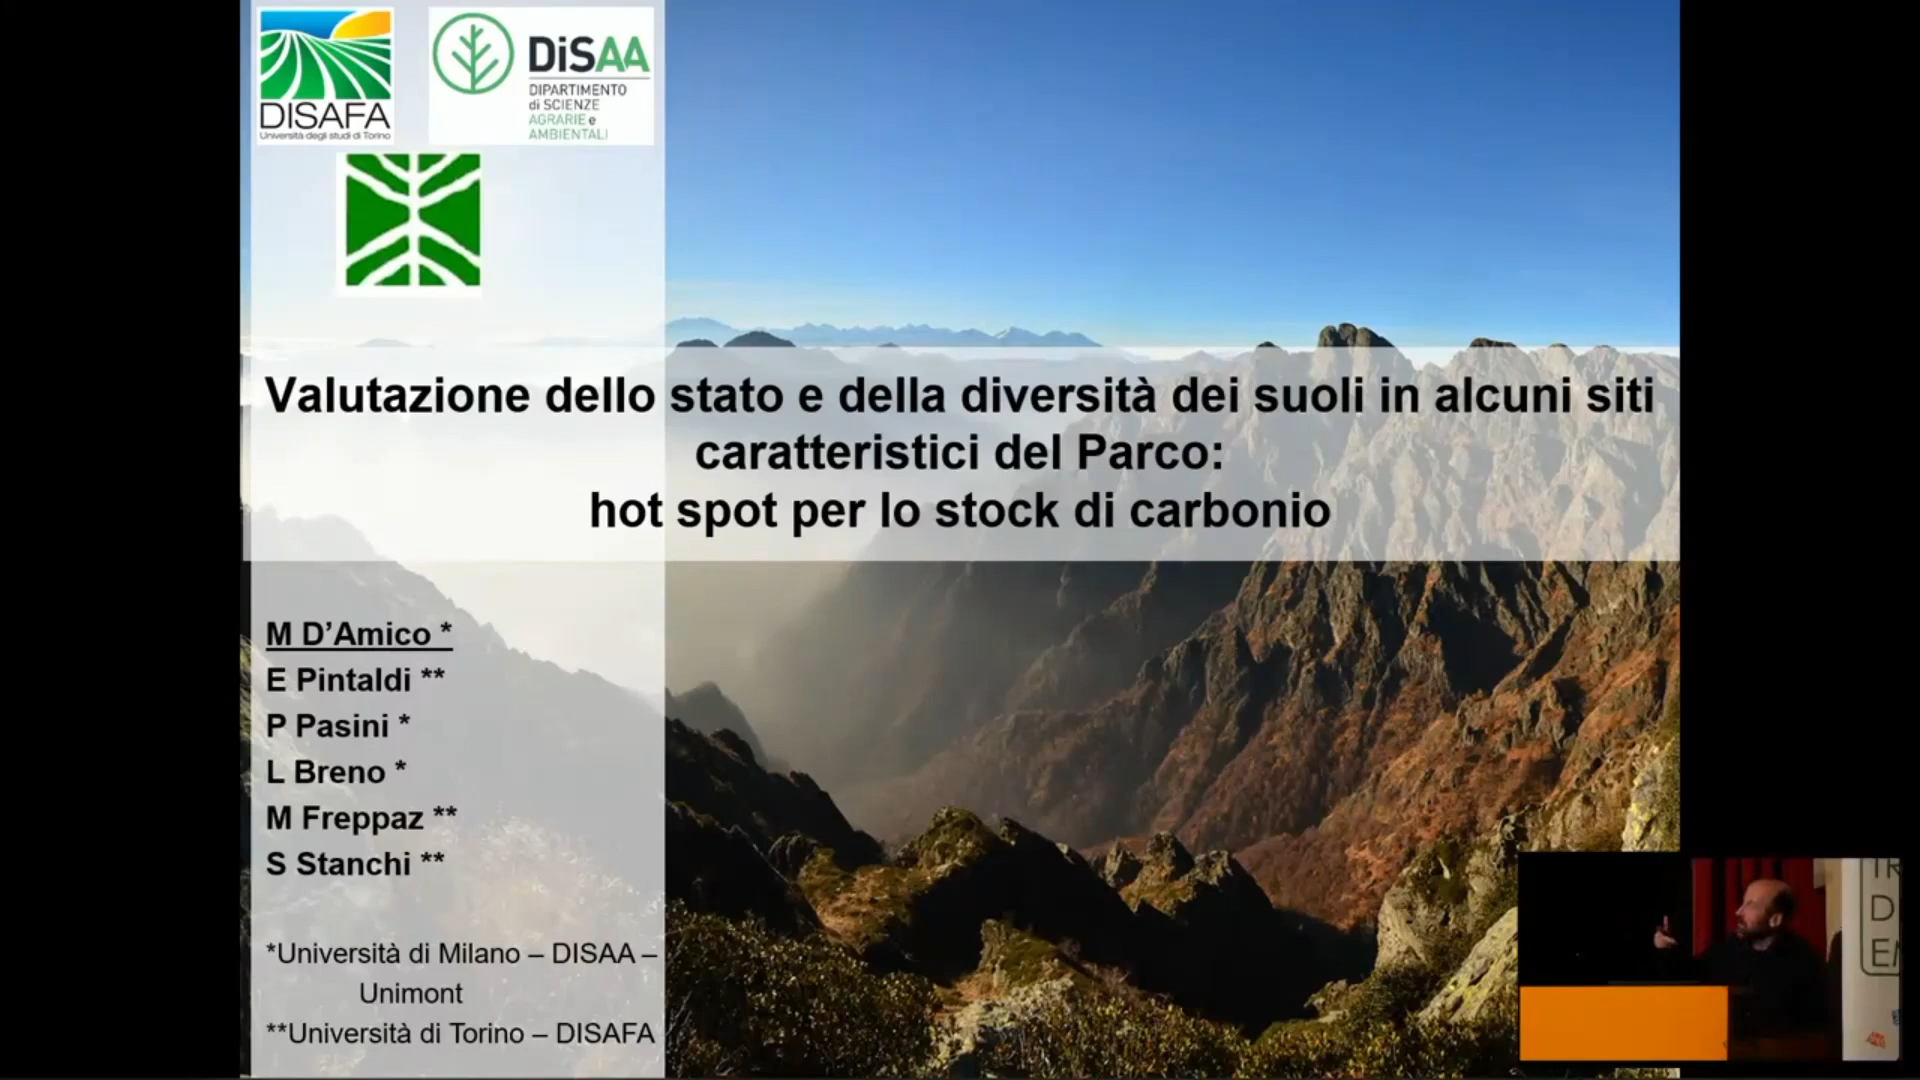 DISAFA
Università degli studi di Torino
DiSAA
DIPARTIMENTO
di SCIENZE
AGRARIE e
AMBIENTALI
Valutazione dello stato e della diversità dei suoli in alcuni siti
caratteristici del Parco:
hot spot per lo stock di carbonio
M D’Amico *
E Pintaldi **
P Pasini *
L Breno *
M Freppaz **
S Stanchi **
*Università di Milano – DISAA –
Unimont
**Università di Torino – DISAFA